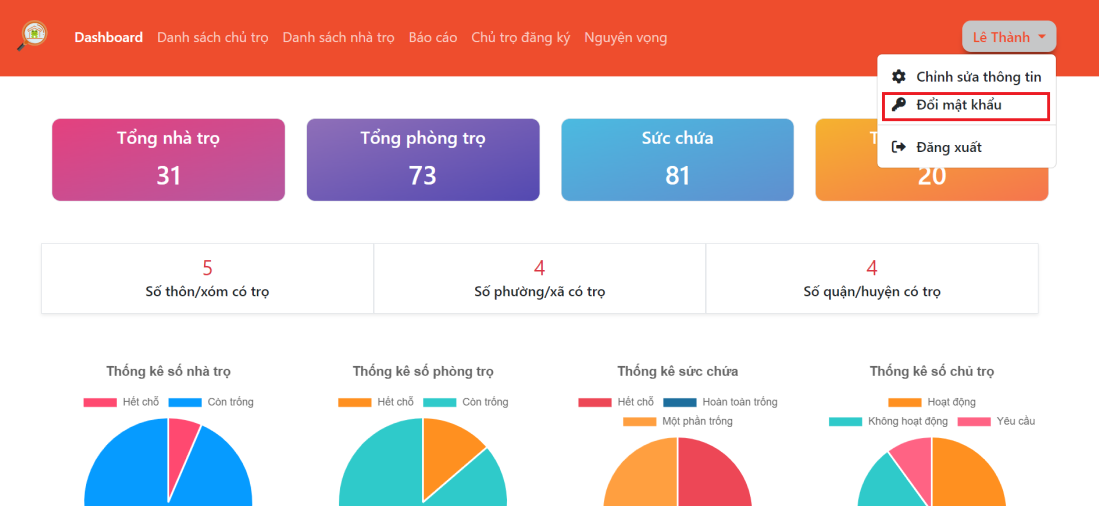 Dashboard Danh sách chủ trọ Danh sách nhà trọ Báo cáo Chủ trọ đăng ký Nguyện vọng Lê Thành
Chỉnh sửa thông tin
Đổi mật khẩu
Đăng xuất
Tổng nhà trọ
31
Tổng phòng trọ
73
Sức chứa
81
20
5
Số thôn/xóm có trọ
4
Số phường/xã có trọ
4
Số quận/huyện có trọ
Thống kê số nhà trọ
Hết chỗ Còn trống
Thống kê số phòng trọ
Hết chỗ Còn trống
Thống kê sức chứa
Hết chỗ Hoàn toàn trống
Một phần trống
Thống kê số chủ trọ
Hoạt động
Không hoạt động Yêu cầu